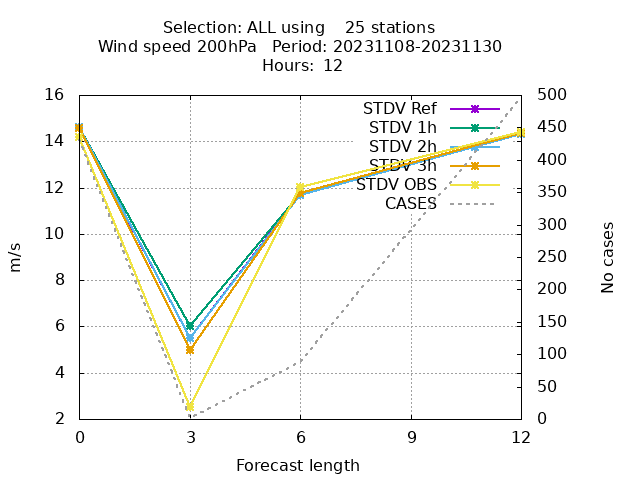 Selection: ALL using    25 stations
Wind speed 200hPa   Period: 20231108-20231130
Hours:  12
STDV Ref
STDV 1h
STDV 2h
STDV 3h
STDV OBS
CASES
m/s
16
14
12
10
8
6
4
2
500
450
400
350
300
250
200
150
100
50
0
No cases
0 3 6 9 12
Forecast length